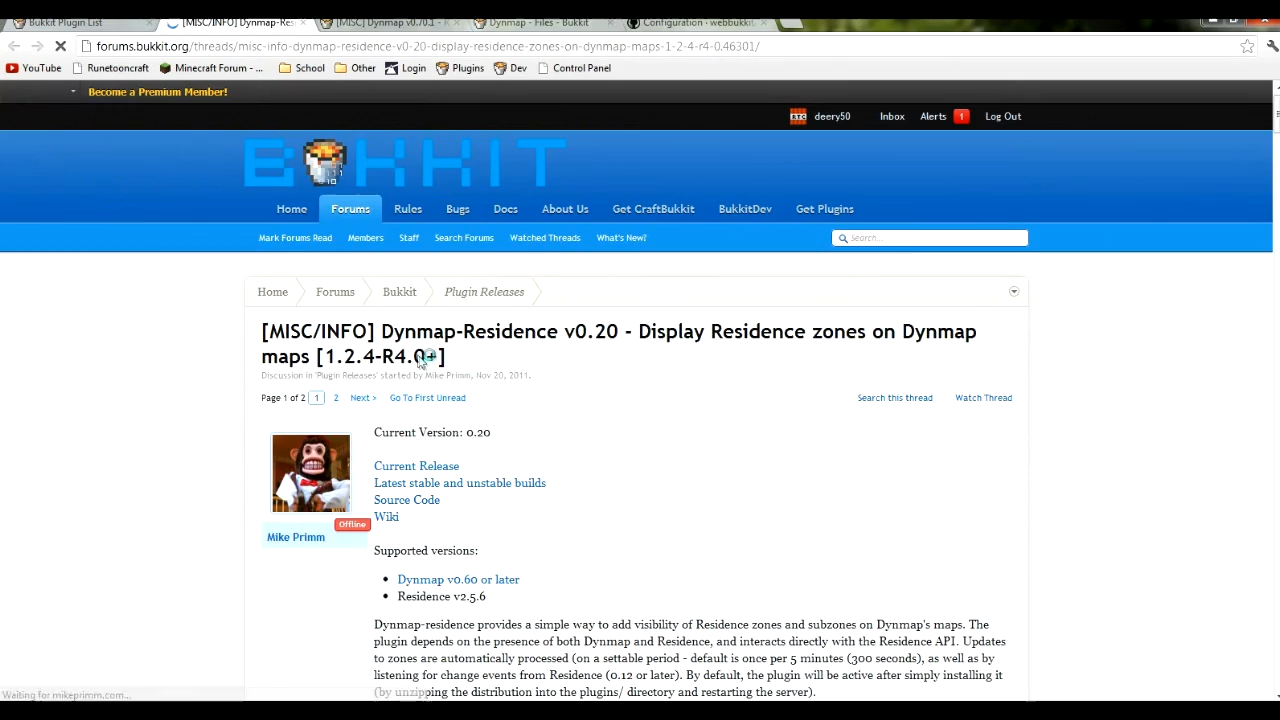 Bukkit Plugin List
[MISC/INFO] Dynmap-Res
[MISC] Dynmap v0.70.1 -
Dynmap - Files - Bukkit
Configuration · webbukkit
forums.bukkit.org/threads/misc-info-dynmap-residence-v0-20-display-residence-zones-on-dynmap-maps-1-2-4-r4-0.46301/
YouTube Runetooncraft Minecraft Forum - ... School Other Login Plugins Dev Control Panel
Become a Premium Member!
deery50 Inbox Alerts 1 Log Out
BUKKIT
Home Forums Rules Bugs Docs About Us Get CraftBukkit BukkitDev Get Plugins
Mark Forums Read Members Staff Search Forums Watched Threads What's New? Search...
Home Forums Bukkit Plugin Releases
[MISC/INFO] Dynmap-Residence v0.20 - Display Residence zones on Dynmap
maps [1.2.4-R4.0+]
Discussion in 'Plugin Releases' started by Mike Primm, Nov 20, 2011.
Page 1 of 2 1 2 Next > Go To First Unread Search this thread Watch Thread
Current Version: 0.20
Current Release
Latest stable and unstable builds
Source Code
Wiki
Offline
Mike Primm
Supported versions:
• Dynmap v0.60 or later
• Residence v2.5.6
Dynmap-residence provides a simple way to add visibility of Residence zones and subzones on Dynmap's maps. The
plugin depends on the presence of both Dynmap and Residence, and interacts directly with the Residence API. Updates
to zones are automatically processed (on a settable period - default is once per 5 minutes (300 seconds), as well as by
listening for change events from Residence (0.12 or later). By default, the plugin will be active after simply installing it
(by unzipping the distribution into the plugins/ directory and restarting the server).
Waiting for mikeprimm.com...